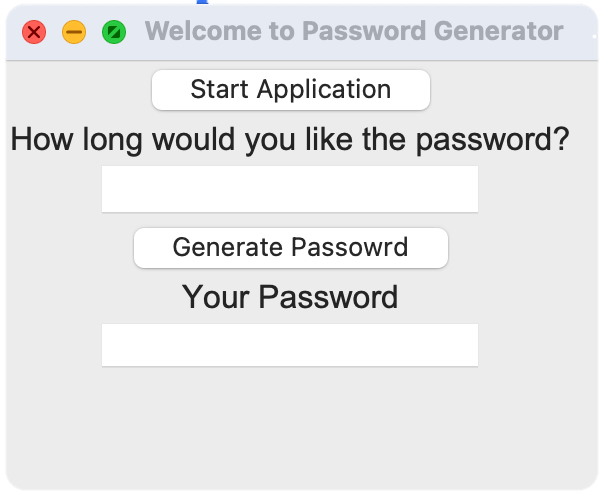 Welcome to Password Generator
Start Application
How long would you like the password?
Generate Passowrd
Your Password